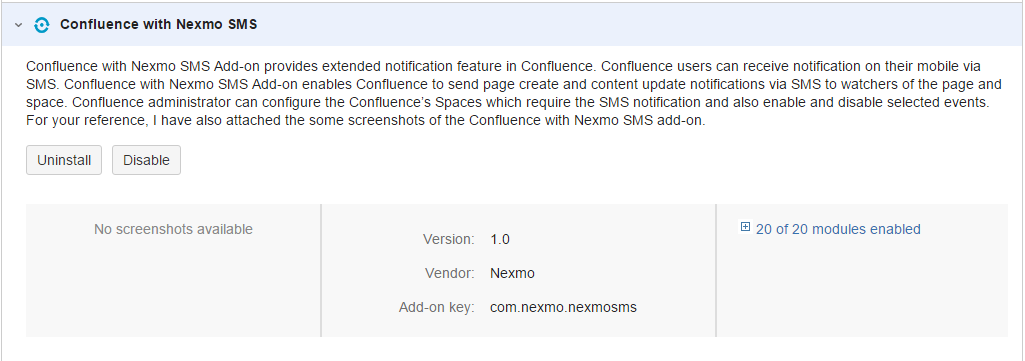 Confluence with Nexmo SMS
Confluence with Nexmo SMS Add-on provides extended notification feature in Confluence. Confluence users can receive notification on their mobile via
SMS. Confluence with Nexmo SMS Add-on enables Confluence to send page create and content update notifications via SMS to watchers of the page and
space. Confluence administrator can configure the Confluence's Spaces which require the SMS notification and also enable and disable selected events.
For your reference, I have also attached the some screenshots of the Confluence with Nexmo SMS add-on.
Uninstall Disable
No screenshots available
Version: 1.0
Vendor: Nexmo
Add-on key: com.nexmo.nexmosms
20 of 20 modules enabled